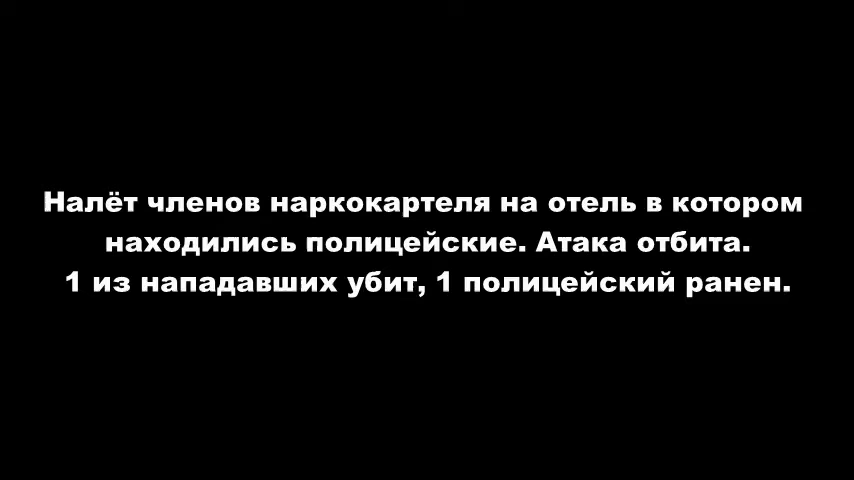 Налёт членов наркокартеля на отель в котором
находились полицейские. Атака отбита.
1 из нападавших убит, 1 полицейский ранен.